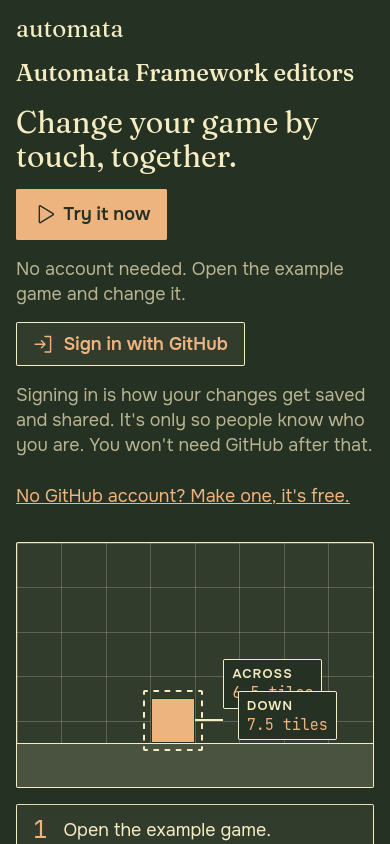 automata
Automata Framework editors
Change your game by
touch, together.
Try it now
No account needed. Open the example
game and change it.
Sign in with GitHub
Signing in is how your changes get saved
and shared. It's only so people know who
you are. You won't need GitHub after that.
No GitHub account? Make one, it's free.
ACROSS
6.5 tiles
DOWN
7.5 tiles
1 Open the example game.